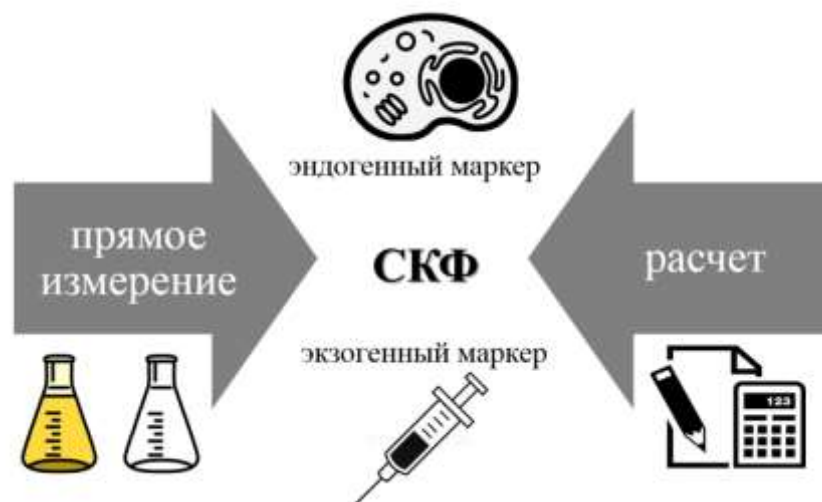 эндогенный маркер
прямое
измерение
СКФ
расчет
экзогенный маркер
123